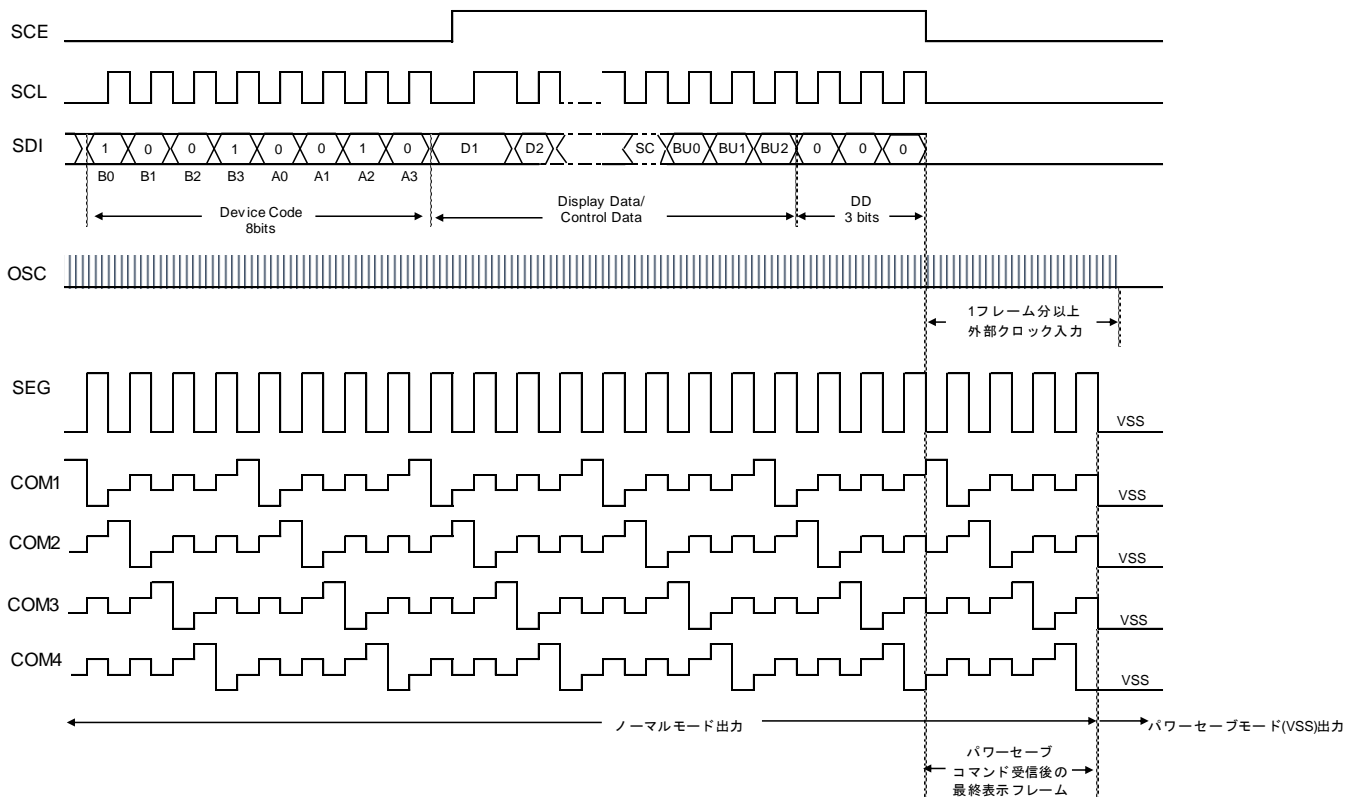 SCE
SCL
SDI
1 0 0 1 0 0 1 0 D1 D2 SC BU0 BU1 BU2 0 0 0
B0 B1 B2 B3 A0 A1 A2 A3
Device Code
8bits
Display Data/
Control Data
DD
3 bits
OSC
1フレーム分以上
外部クロック入力
SEG
VSS
COM1
VSS
COM2
VSS
COM3
VSS
COM4
VSS
ノーマルモード出力
パワーセーブモード(VSS)出力
パワーセーブ
コマンド受信後の
最終表示フレーム